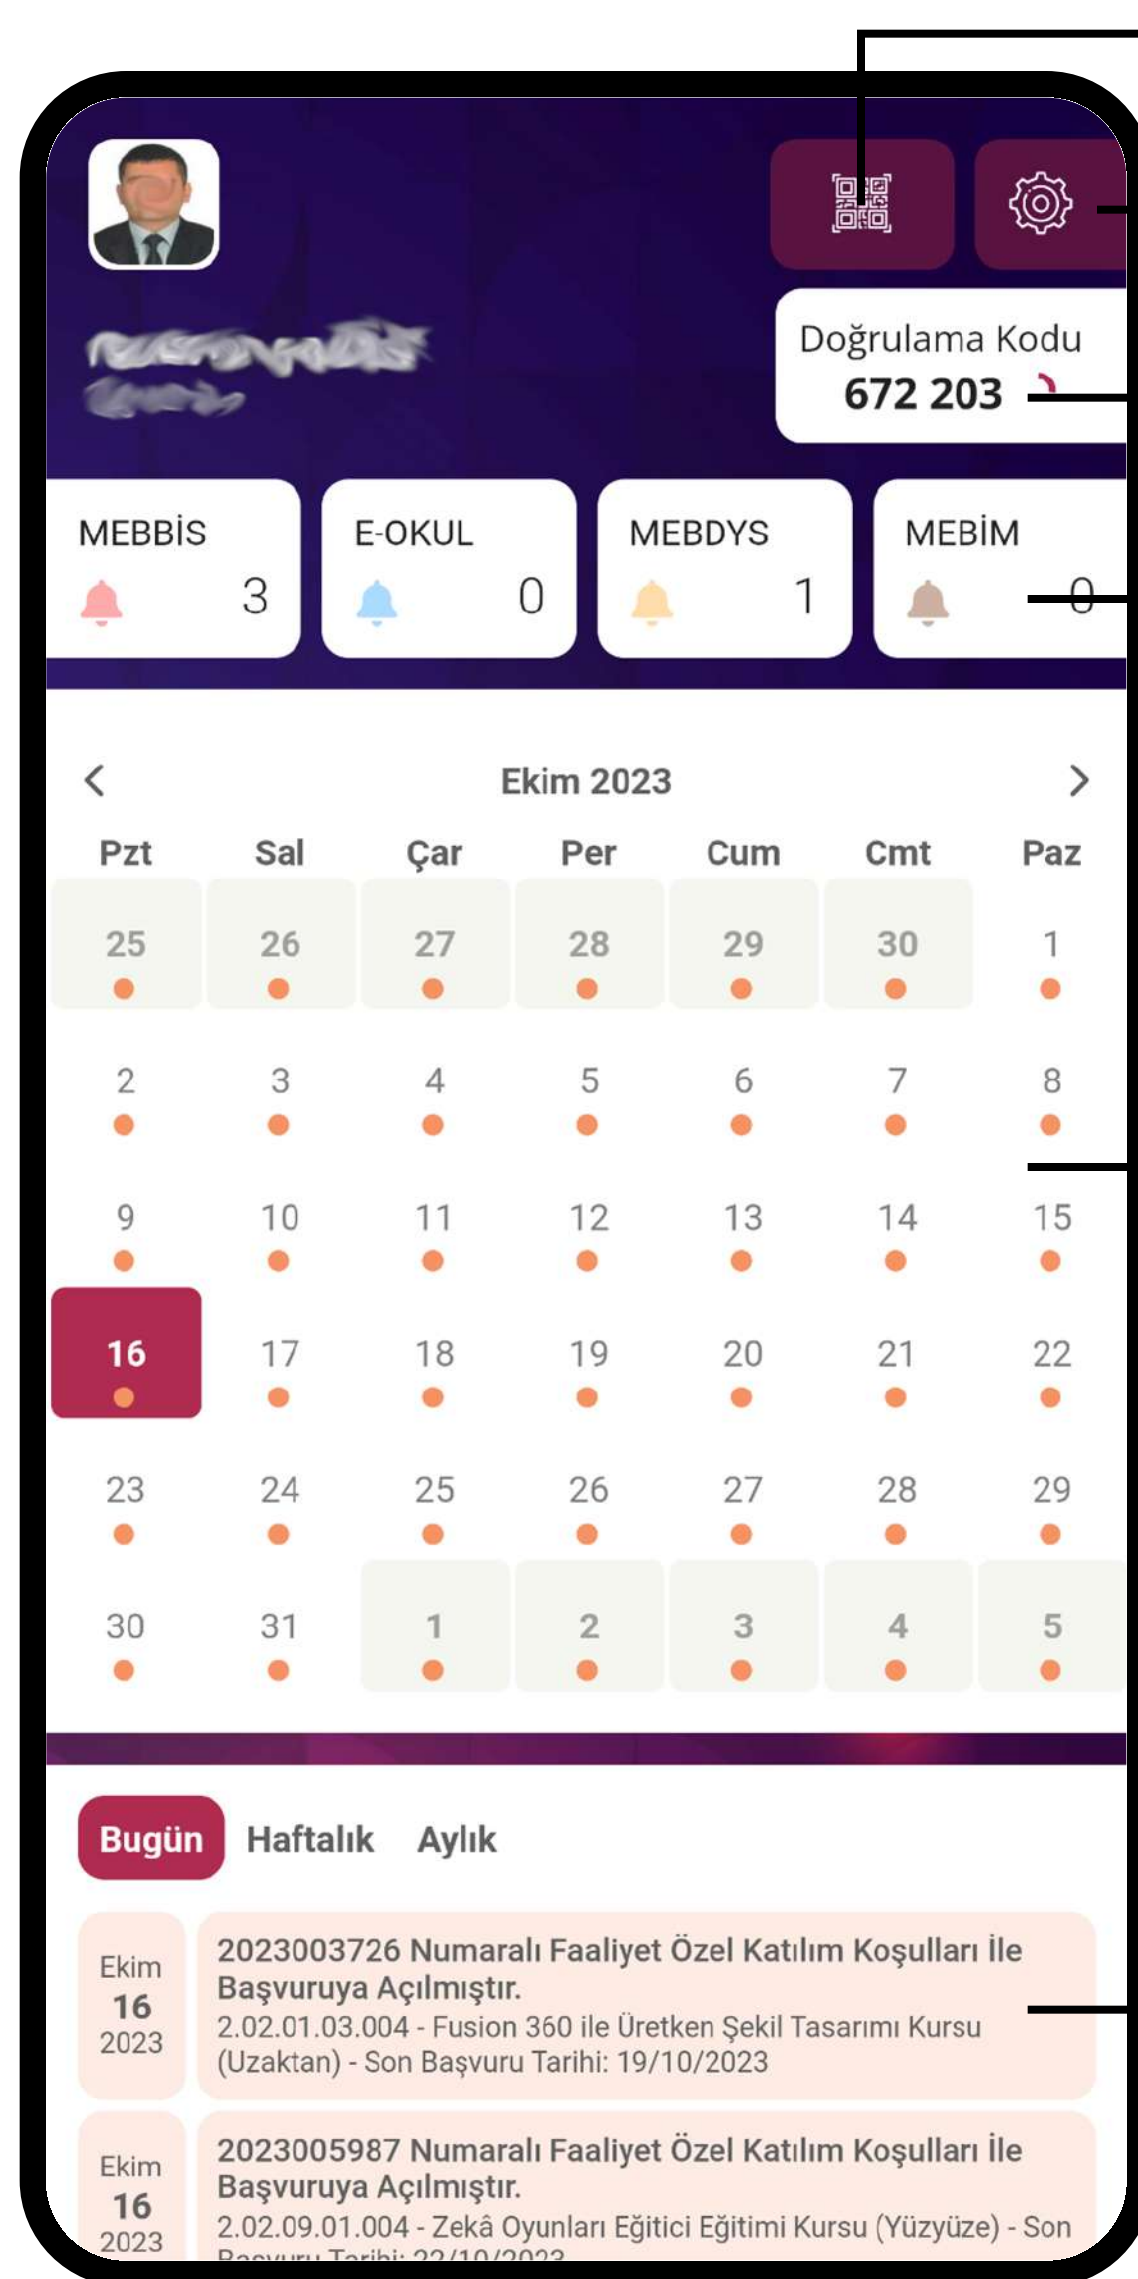 Doğrulama Kodu
672 203
MEBBİS E-OKUL MEBDYS MEBİM
3 0 1 0
Ekim 2023
Pzt Sal Çar Per Cum Cmt Paz
25 26 27 28 29 30 1
2 3 4 5 6 7 8
9 10 11 12 13 14 15
16 17 18 19 20 21 22
23 24 25 26 27 28 29
30 31 1 2 3 4 5
Bugün Haftalık Aylık
Ekim
16
2023
2023003726 Numaralı Faaliyet Özel Katılım Koşulları İle
Başvuruya Açılmıştır.
2.02.01.03.004 - Fusion 360 ile Üretken Şekil Tasarımı Kursu
(Uzaktan) - Son Başvuru Tarihi: 19/10/2023
Ekim
16
2023
2023005987 Numaralı Faaliyet Özel Katılım Koşulları İle
Başvuruya Açılmıştır.
2.02.09.01.004 - Zekâ Oyunları Eğitici Eğitimi Kursu (Yüzyüze) - Son
Başvuru Tarihi: 22/10/2023